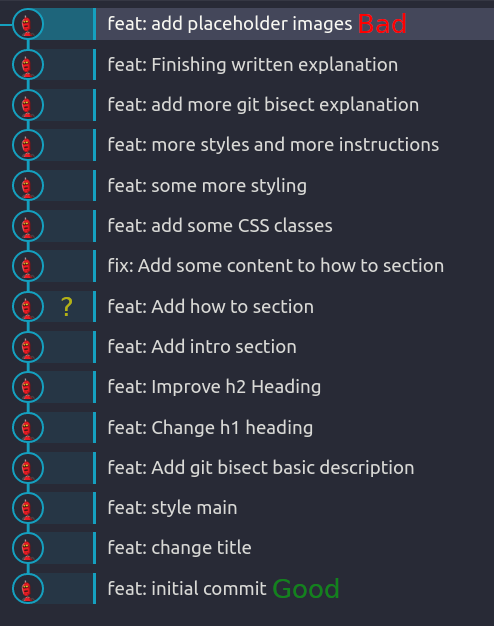 feat: add placeholder images Bad
feat: Finishing written explanation
feat: add more git bisect explanation
feat: more styles and more instructions
feat: some more styling
feat: add some CSS classes
fix: Add some content to how to section
? feat: Add how to section
feat: Add intro section
feat: Improve h2 Heading
feat: Change h1 heading
feat: Add git bisect basic description
feat: style main
feat: change title
feat: initial commit Good